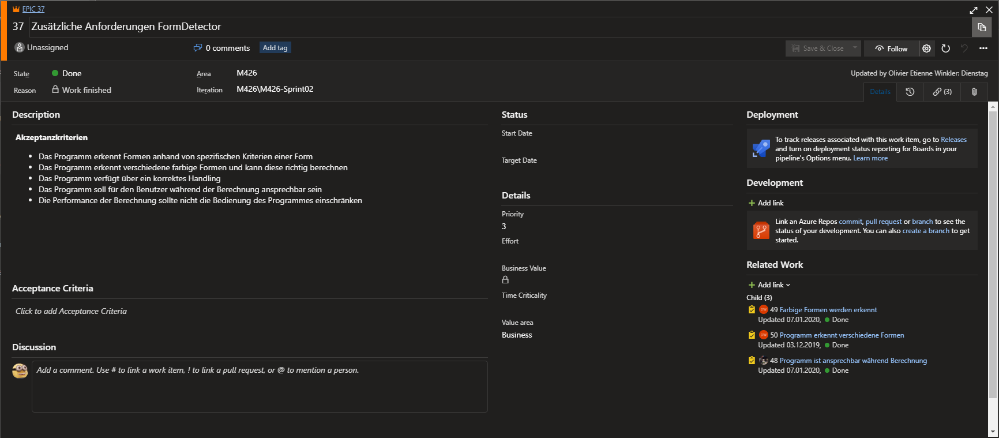 EPIC 37
37 Zusätzliche Anforderungen FormDetector
Unassigned
0 comments
Add tag
Save & Close
Follow
State
Done
Area
M426
Updated by Olivier Etienne Winkler: Dienstag
Reason
Work finished
Iteration
M426\M426-Sprint02
Details
(3)
Description
Akzeptanzkriterien
• Das Programm erkennt Formen anhand von spezifischen Kriterien einer Form
• Das Programm erkennt verschiedene farbige Formen und kann diese richtig berechnen
• Das Programm verfügt über ein korrektes Handling
• Das Programm soll für den Benutzer während der Berechnung ansprechbar sein
• Die Performance der Berechnung sollte nicht die Bedienung des Programmes einschränken
Acceptance Criteria
Click to add Acceptance Criteria
Discussion
Add a comment. Use # to link a work item, ! to link a pull request, or @ to mention a person.
Status
Start Date
Target Date
Details
Priority
3
Effort
Business Value
Time Criticality
Value area
Business
Deployment
To track releases associated with this work item, go to Releases
and turn on deployment status reporting for Boards in your
pipeline's Options menu. Learn more
Development
Add link
Link an Azure Repos commit, pull request or branch to see the
status of your development. You can also create a branch to get
started.
Related Work
Add link
Child (3)
DW 49 Farbige Formen werden erkennt
Updated 07.01.2020, Done
DW 50 Programm erkennt verschiedene Formen
Updated 03.12.2019, Done
48 Programm ist ansprechbar während Berechnung
Updated 07.01.2020, Done